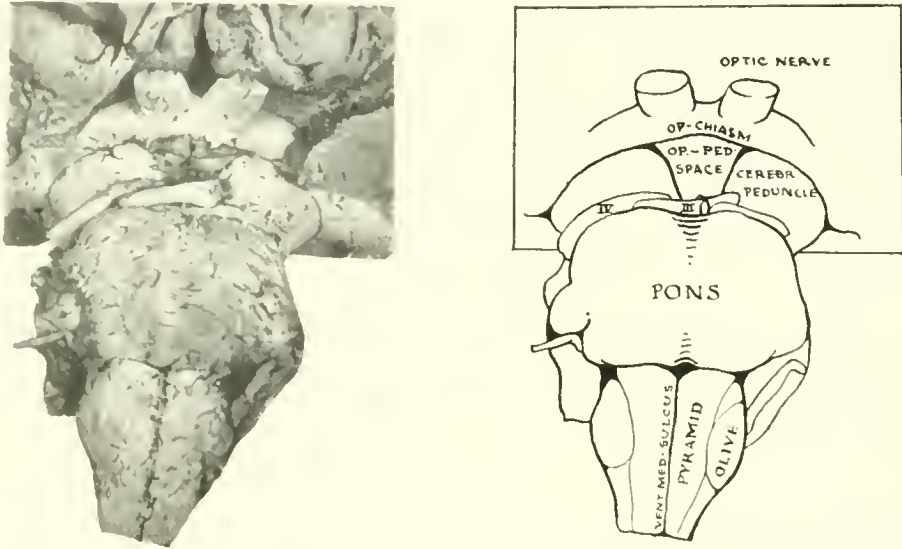 OPTIC NERVE
OP-CHIASM
OP.-PED.
SPACE
CEREBR
PEDUNCLE
IV
III
PONS
VENT MED. SULCUS
PYRAMID
OLIVE